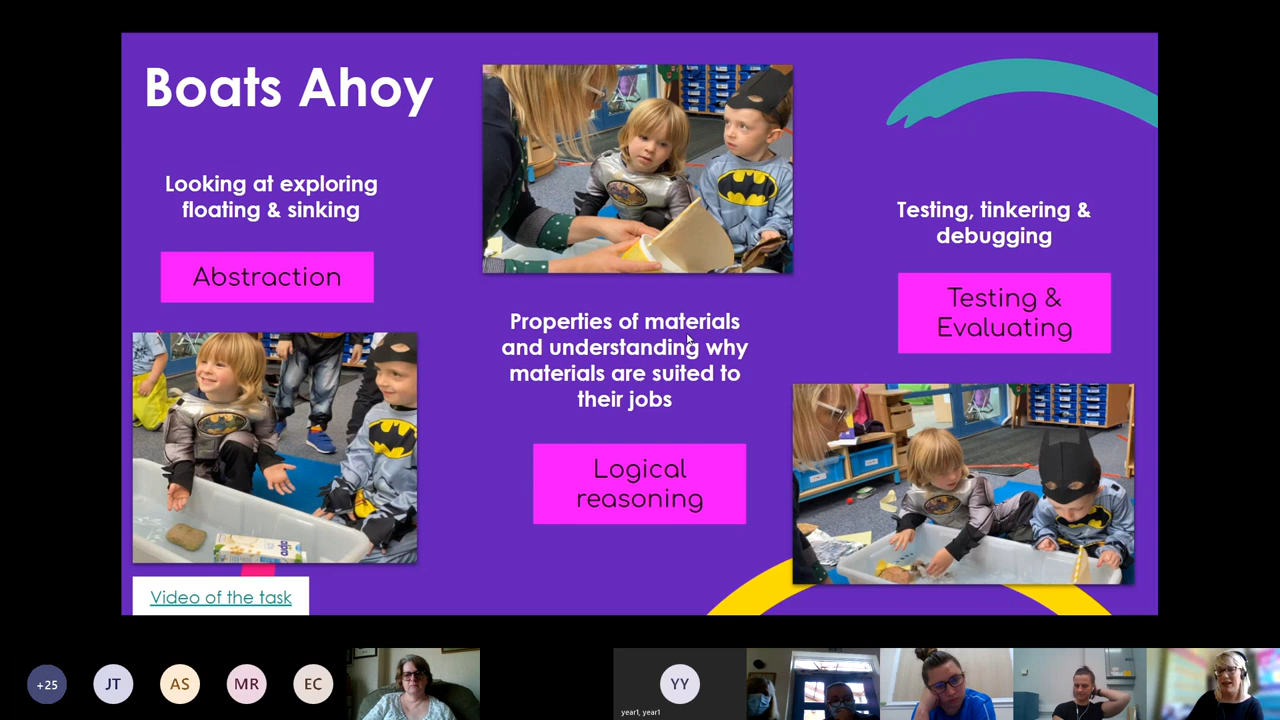 Boats Ahoy
Looking at exploring
floating & sinking
Abstraction
Video of the task
Properties of materials
and understanding why
materials are suited to
their jobs
Logical
reasoning
Testing, tinkering &
debugging
Testing &
Evaluating
+25
JT
AS
MR
EC
YY
year1, year1